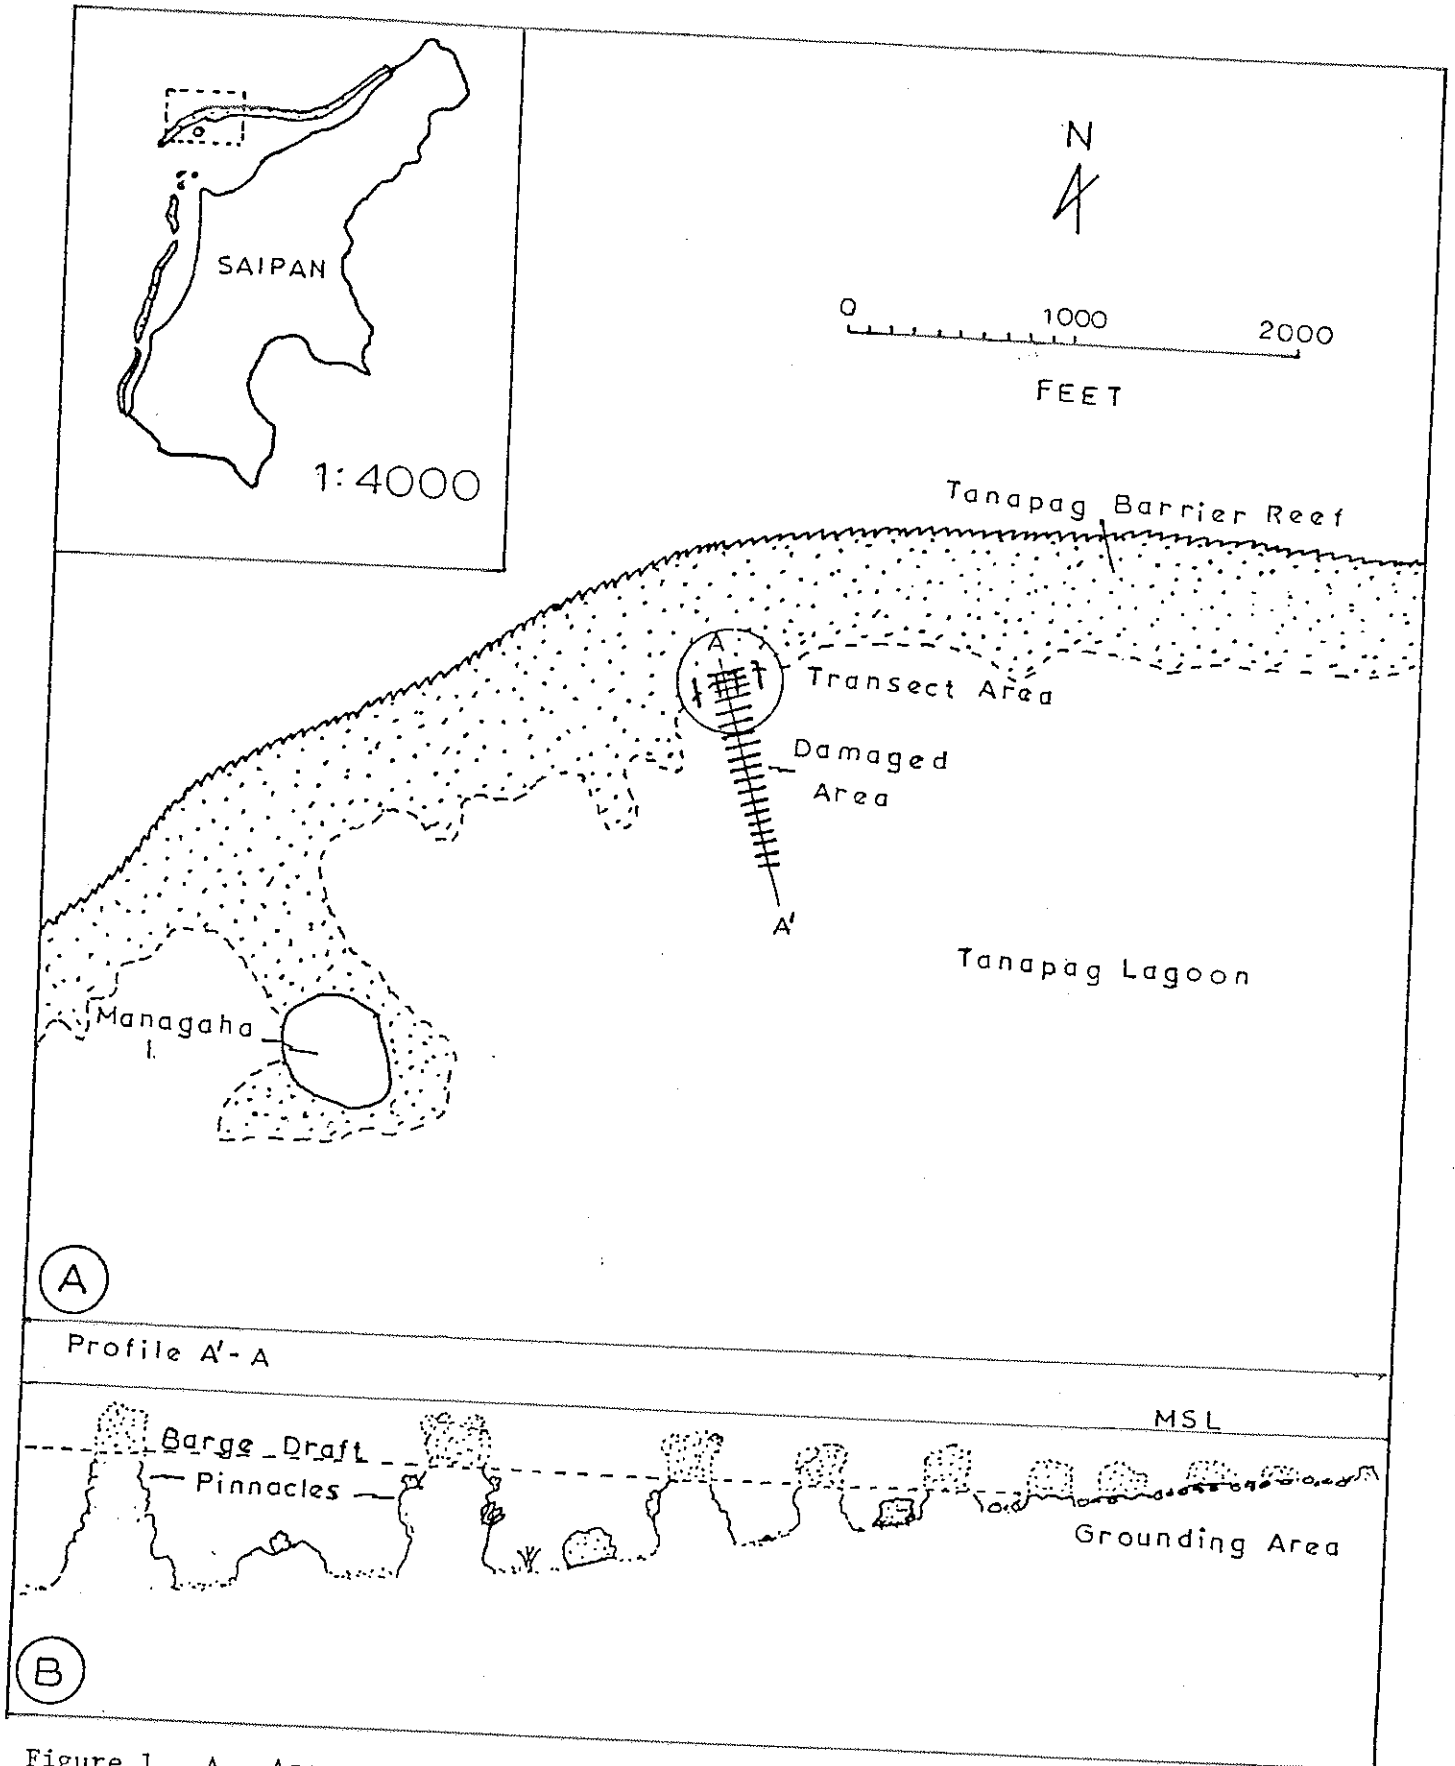 SAIPAN
1:4000
N
0 1000 2000
FEET
Tanapag Barrier Reef
A
Transect Area
Damaged
Area
A'
Tanapag Lagoon
Managaha
I.
A
Profile A'-A
MSL
Barge Draft
Pinnacles
Grounding Area
B
Figure 1. A.